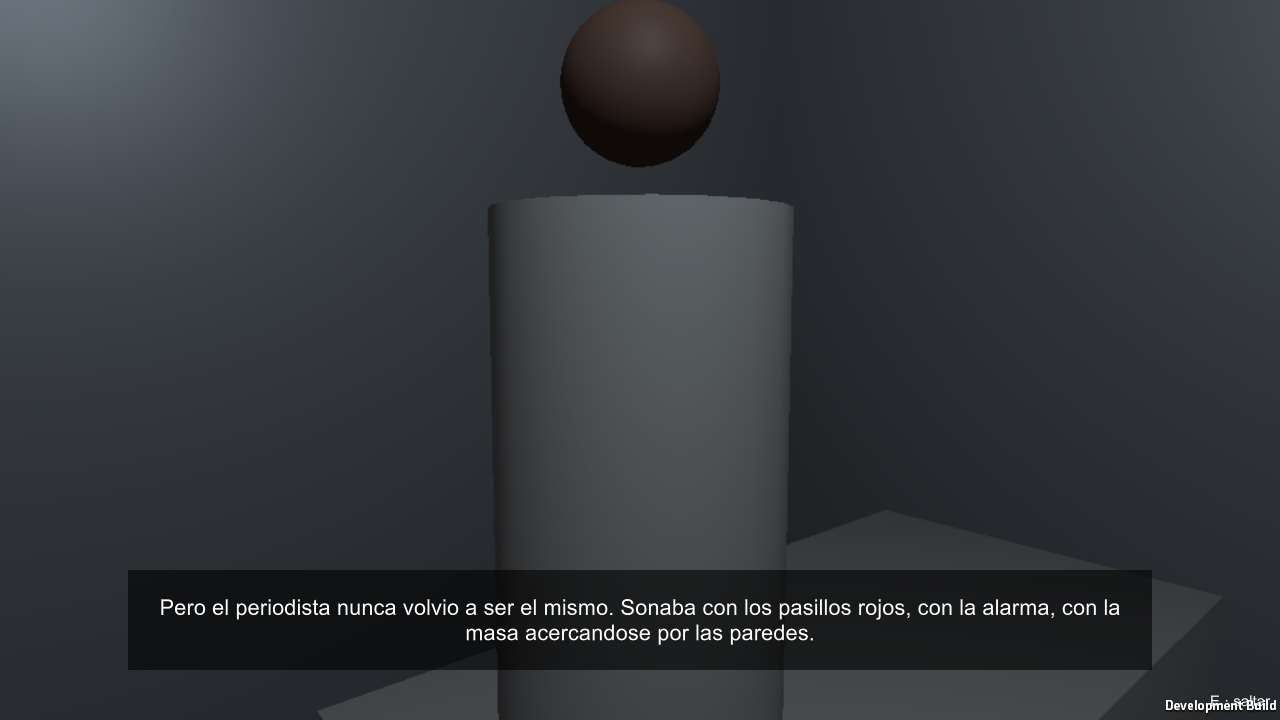 Pero el periodista nunca volvio a ser el mismo. Sonaba con los pasillos rojos, con la alarma, con la
masa acercandose por las paredes.
E - saltar
Development Build